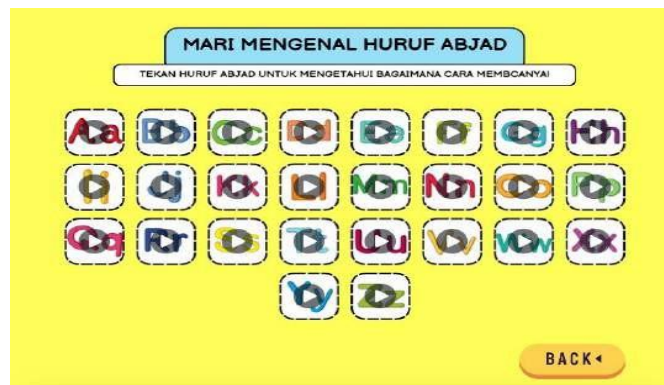 MARI MENGENAL HURUF ABJAD
TEKAN HURUF ABJAD UNTUK MENGETAHUI BAGAIMANA CARA MEMBCANYA!
Aa Bb Cc Dd Ee Ff Gg Hh
Ii Jj Kk Ll Mm Nn Oo Pp
Qq Rr Ss Tt Uu Vv Ww Xx
Yy Zz
BACK